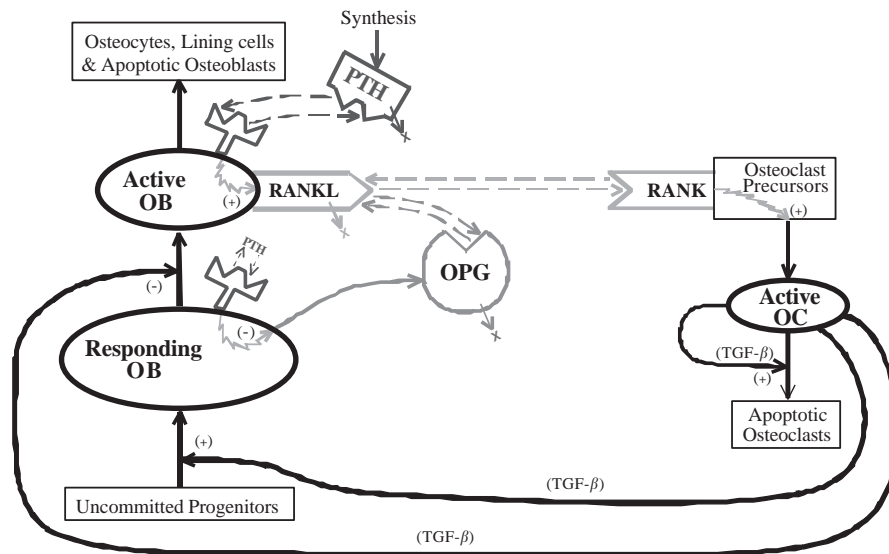 Synthesis
Osteocytes, Lining cells
& Apoptotic Osteoblasts
PTH
x
Active
OB
(+)
RANKL
x
RANK
Osteoclast
Precursors
(+)
PTH
OPG
x
(-)
(-)
Responding
OB
Active
OC
(TGF-β)
(+)
Apoptotic
Osteoclasts
(+)
(TGF-β)
Uncommitted Progenitors
(TGF-β)